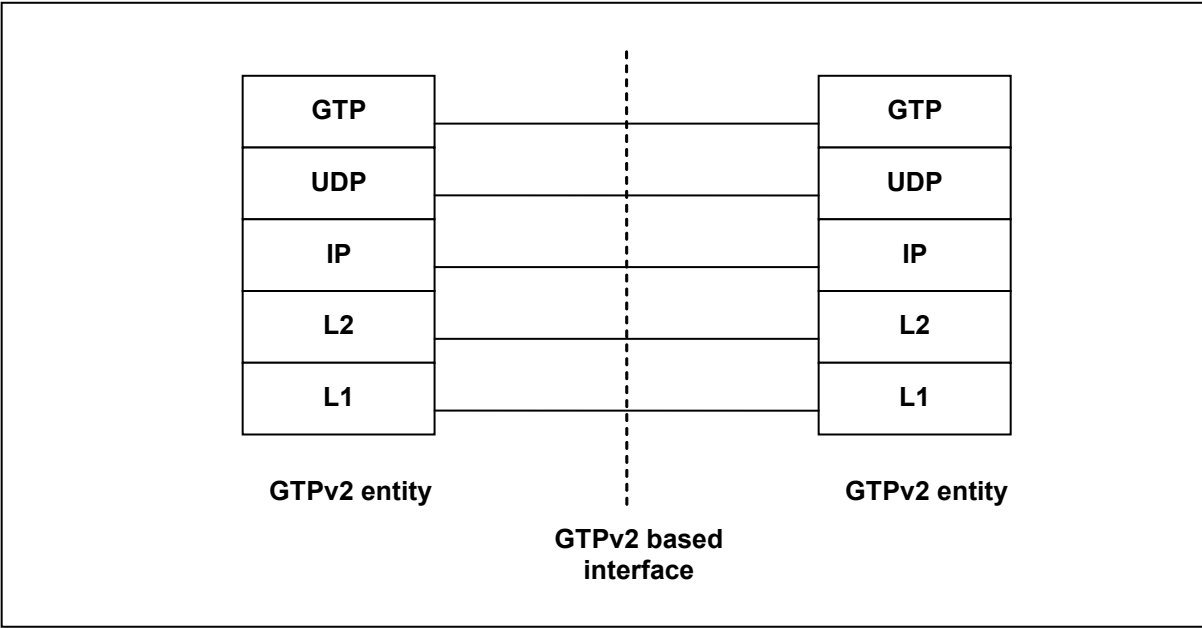 GTP
GTP
UDP
UDP
IP
IP
L2
L2
L1
L1
GTPv2 entity
GTPv2 entity
GTPv2 based
interface